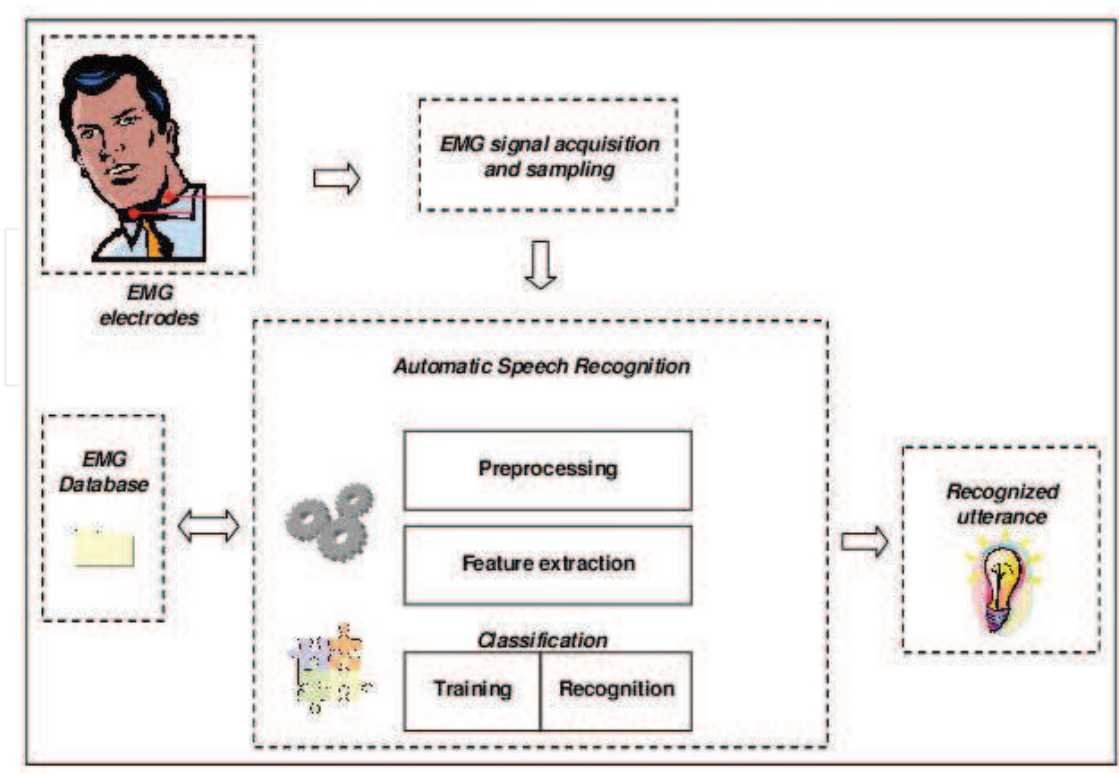 EMG signal acquisition
and sampling
EMG
electrodes
Automatic Speech Recognition
EMG
Database
Preprocessing
Feature extraction
Classification
Training
Recognition
Recognized
utterance